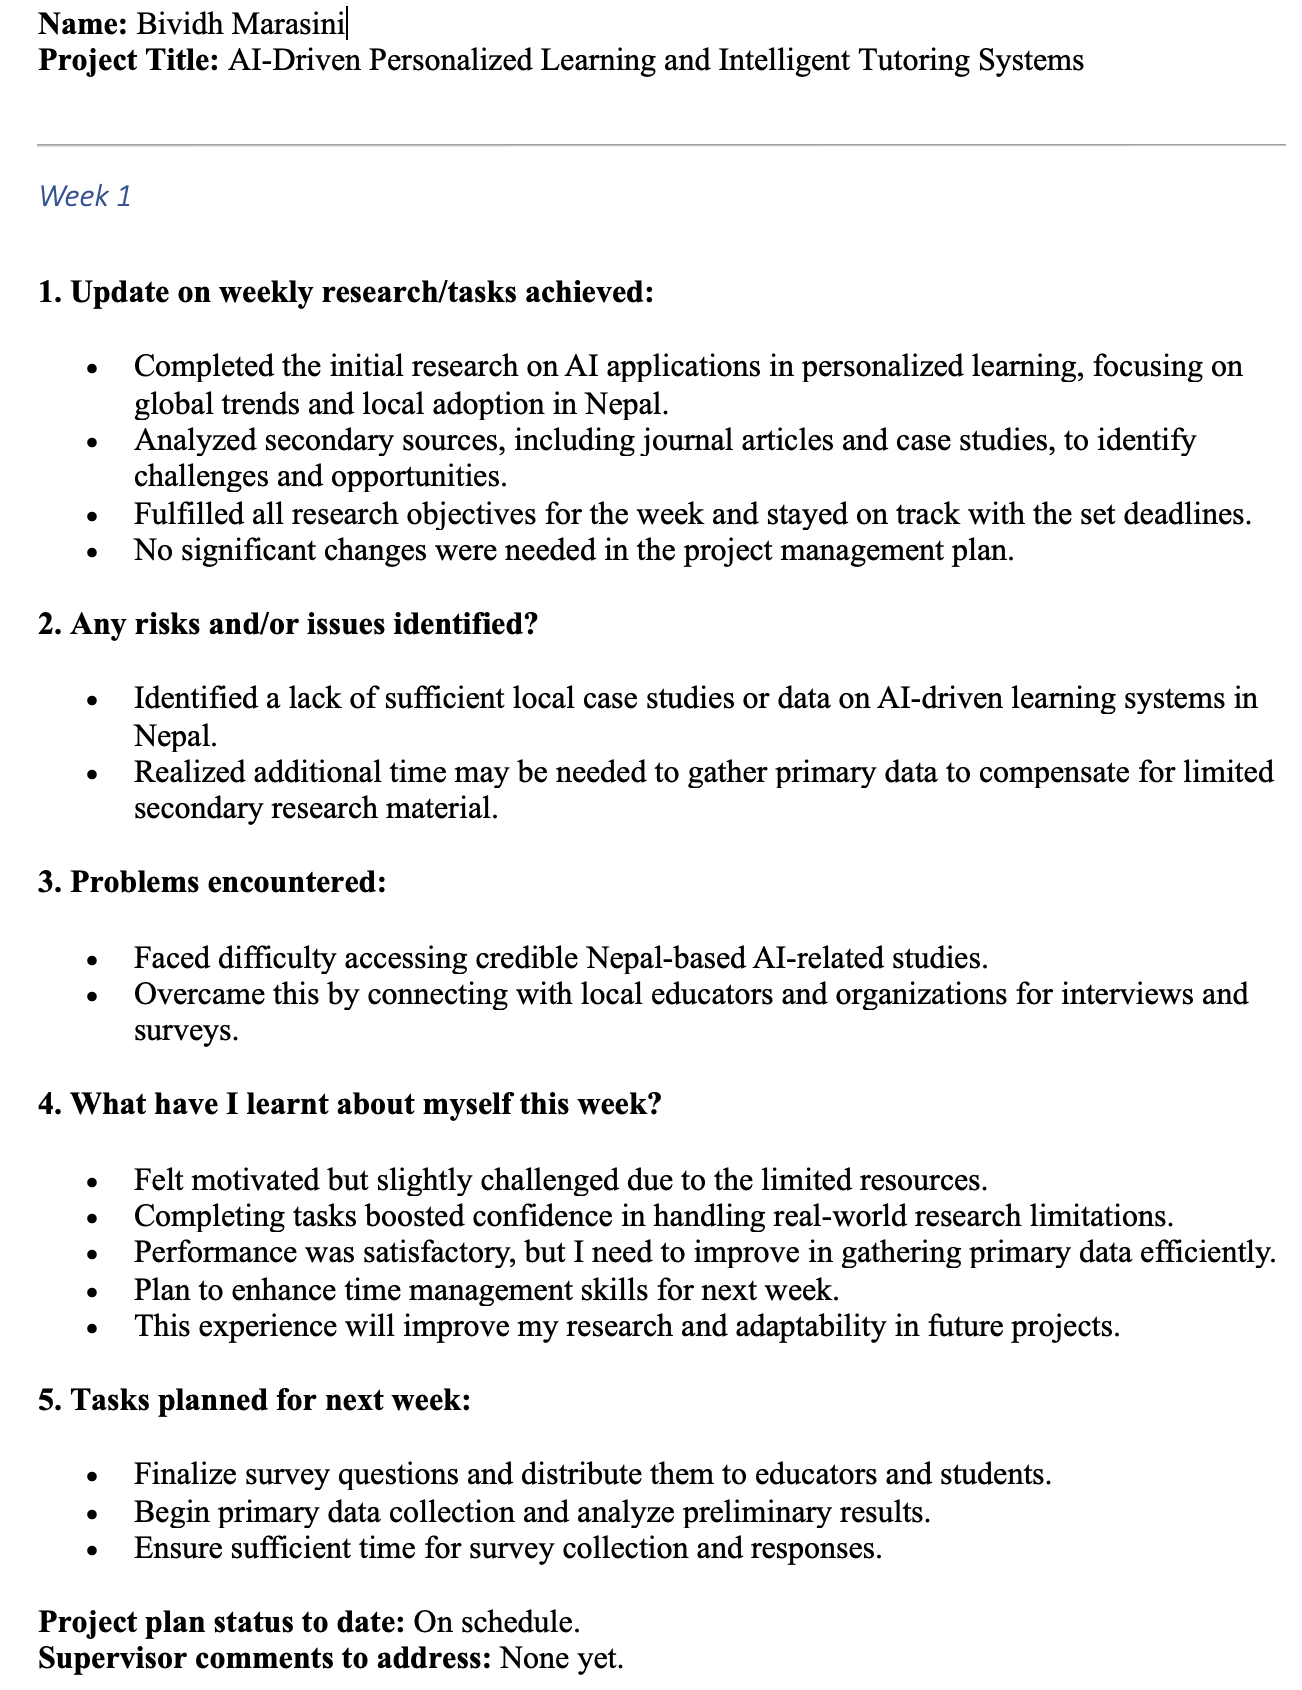 Name: Bividh Marasini
Project Title: AI-Driven Personalized Learning and Intelligent Tutoring Systems
Week 1
1. Update on weekly research/tasks achieved:
• Completed the initial research on AI applications in personalized learning, focusing on
global trends and local adoption in Nepal.
• Analyzed secondary sources, including journal articles and case studies, to identify
challenges and opportunities.
• Fulfilled all research objectives for the week and stayed on track with the set deadlines.
• No significant changes were needed in the project management plan.
2. Any risks and/or issues identified?
• Identified a lack of sufficient local case studies or data on AI-driven learning systems in
Nepal.
• Realized additional time may be needed to gather primary data to compensate for limited
secondary research material.
3. Problems encountered:
• Faced difficulty accessing credible Nepal-based AI-related studies.
• Overcame this by connecting with local educators and organizations for interviews and
surveys.
4. What have I learnt about myself this week?
• Felt motivated but slightly challenged due to the limited resources.
• Completing tasks boosted confidence in handling real-world research limitations.
• Performance was satisfactory, but I need to improve in gathering primary data efficiently.
• Plan to enhance time management skills for next week.
• This experience will improve my research and adaptability in future projects.
5. Tasks planned for next week:
• Finalize survey questions and distribute them to educators and students.
• Begin primary data collection and analyze preliminary results.
• Ensure sufficient time for survey collection and responses.
Project plan status to date: On schedule.
Supervisor comments to address: None yet.